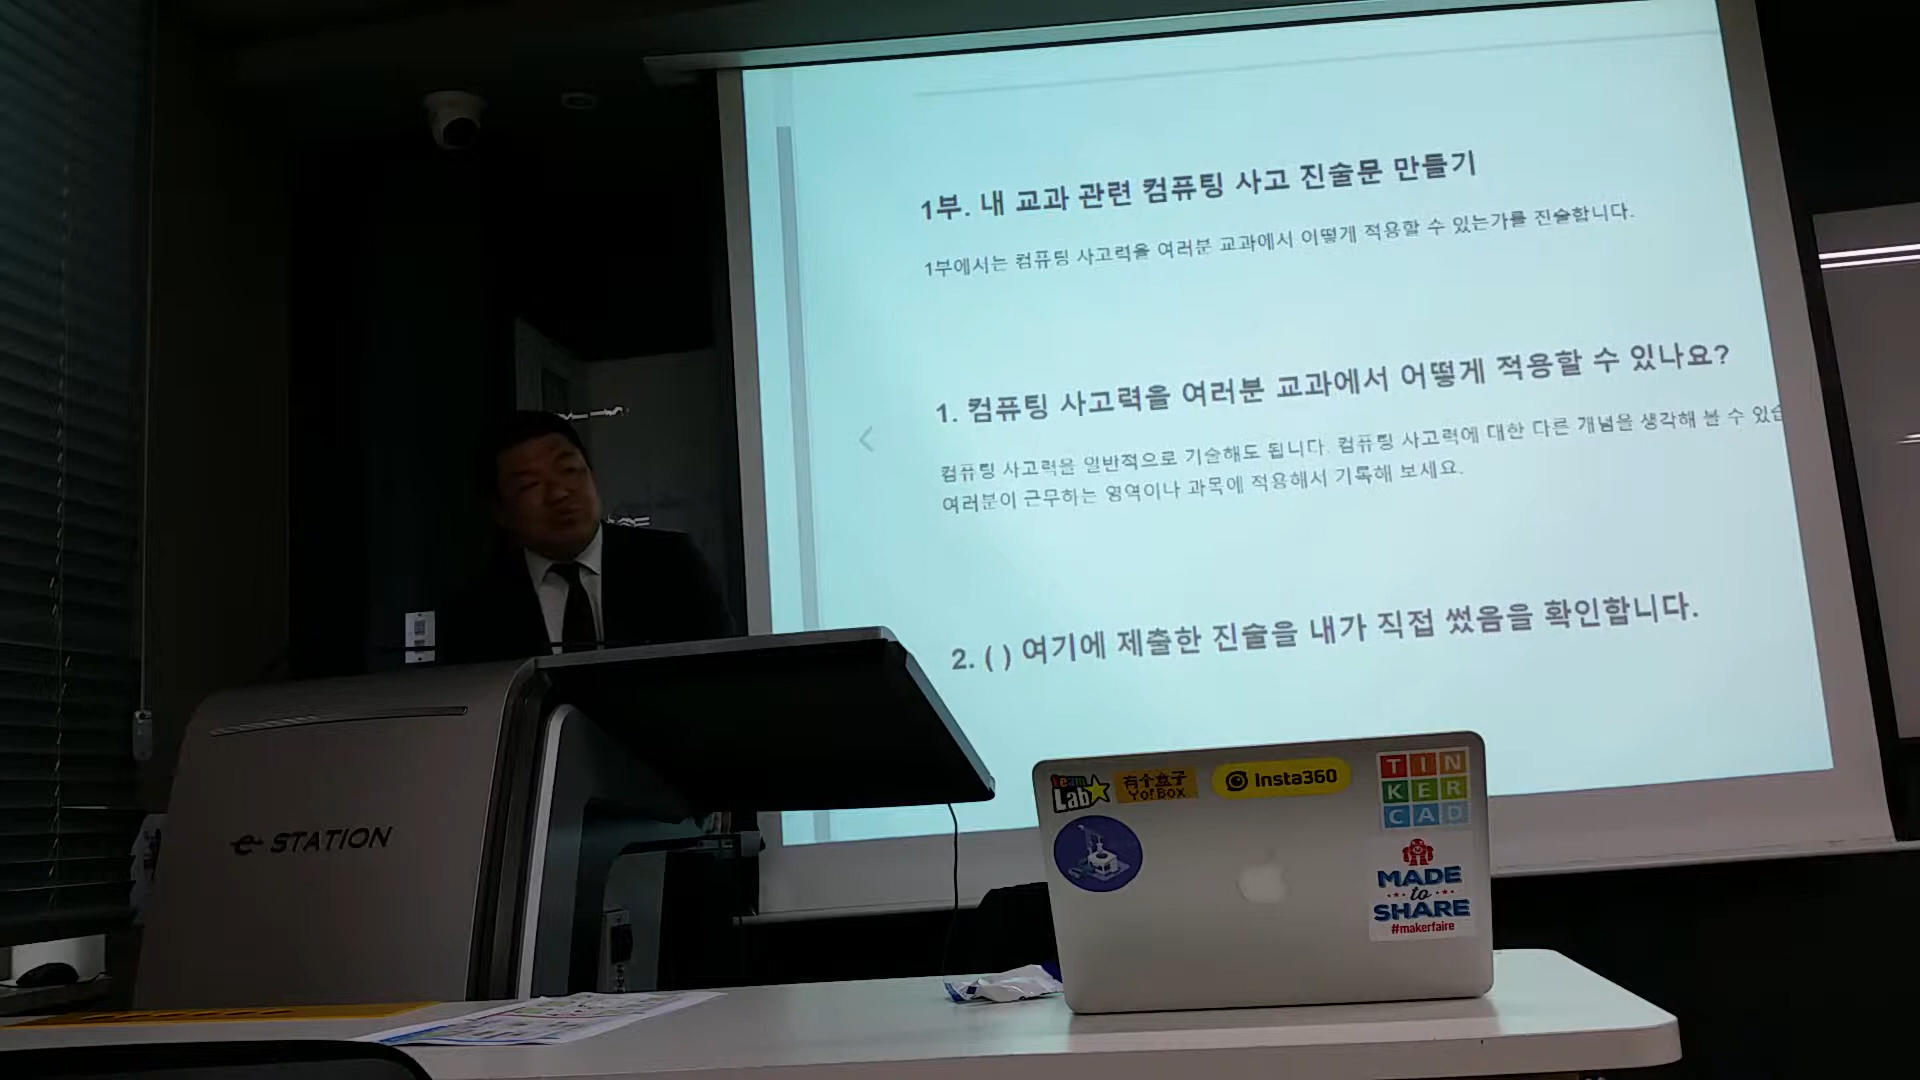 1부. 내 교과 관련 컴퓨팅 사고 진술문 만들기
1부에서는 컴퓨팅 사고력을 여러분 교과에서 어떻게 적용할 수 있는가를 진술합니다.
1. 컴퓨팅 사고력을 여러분 교과에서 어떻게 적용할 수 있나요?
컴퓨팅 사고력을 일반적으로 기술해도 됩니다. 컴퓨팅 사고력에 대한 다른 개념을 생각해 볼 수 있습
여러분이 근무하는 영역이나 과목에 적용해서 기록해 보세요.
2. ( ) 여기에 제출한 진술을 내가 직접 썼음을 확인합니다.
e-STATION
team
Lab
有个盒子
Yo!Box
Insta360
TIN
KER
CAD
MADE
to
SHARE
#makerfaire